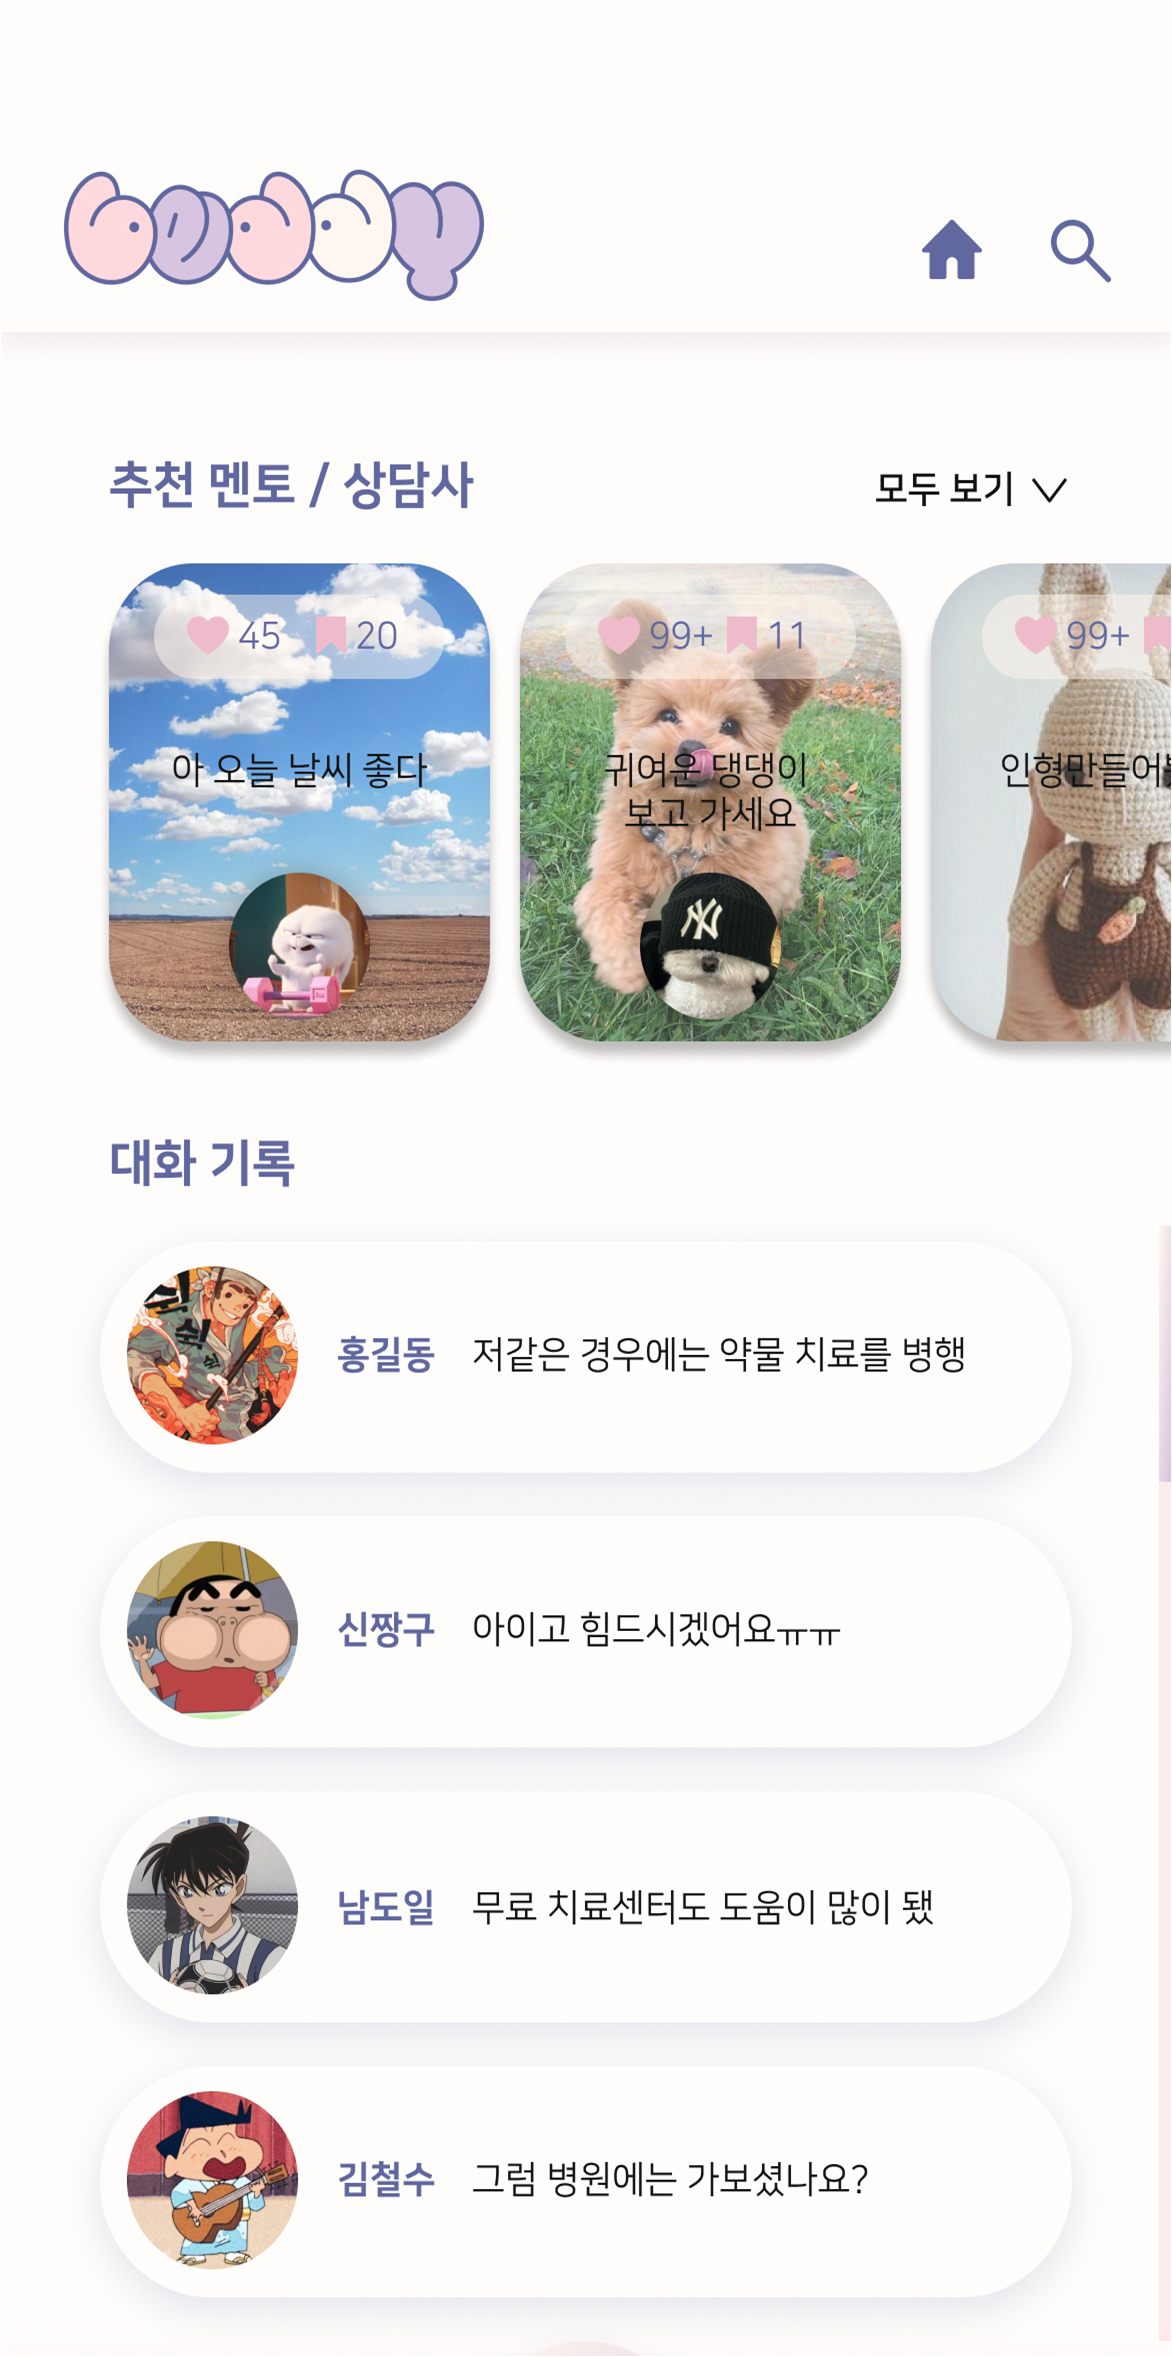 추천 멘토 / 상담사
모두 보기
45 20
99+ 11
99+
아 오늘 날씨 좋다
귀여운 댕댕이
보고 가세요
인형만들어
대화 기록
홍길동 저같은 경우에는 약물 치료를 병행
신짱구 아이고 힘드시겠어요ㅠㅠ
남도일 무료 치료센터도 도움이 많이 됐
김철수 그럼 병원에는 가보셨나요?